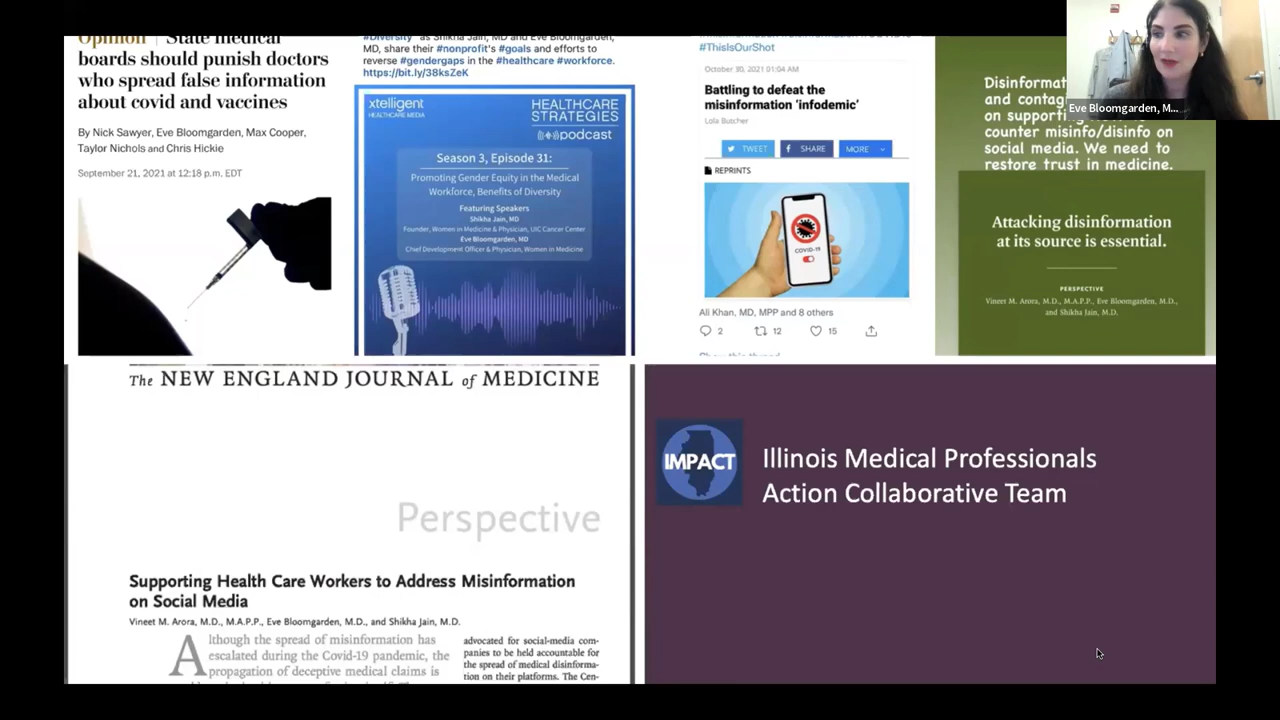 Opinion | State medical
boards should punish doctors
who spread false information
about covid and vaccines
By Nick Sawyer, Eve Bloomgarden, Max Cooper,
Taylor Nichols and Chris Hickie
September 21, 2021 at 12:18 p.m. EDT
#Diversity" as Shikha Jain, MD and Eve Bloomgarden,
MD, share their #nonprofit's #goals and efforts to
reverse #gendergaps in the #healthcare #workforce.
https://bit.ly/38ksZeK
xtelligent
HEALTHCARE MEDIA
HEALTHCARE
STRATEGIES
podcast
Season 3, Episode 31:
Promoting Gender Equity in the Medical
Workforce, Benefits of Diversity
Featuring Speakers
Shikha Jain, MD
Founder, Women in Medicine & Physician, UIC Cancer Center
Eve Bloomgarden, MD
Chief Development Officer & Physician, Women in Medicine
#ThisIsOurShot
October 30, 2021 01:04 AM
Battling to defeat the
misinformation 'infodemic'
Lola Butcher
TWEET
SHARE
MORE
REPRINTS
COVID-19
Ali Khan, MD, MPP and 8 others
2
12
15
Disinformat
and contag
on supporting
counter misinfo/disinfo on
social media. We need to
restore trust in medicine.
Attacking disinformation
at its source is essential.
PERSPECTIVE
Vineet M. Arora, M.D., M.A.P.P., Eve Bloomgarden, M.D.,
and Shikha Jain, M.D.
Eve Bloomgarden, M...
The NEW ENGLAND JOURNAL of MEDICINE
Perspective
Supporting Health Care Workers to Address Misinformation
on Social Media
Vineet M. Arora, M.D., M.A.P.P., Eve Bloomgarden, M.D., and Shikha Jain, M.D.
Although the spread of misinformation has
escalated during the Covid-19 pandemic, the
propagation of deceptive medical claims is
advocated for social-media com-
panies to be held accountable for
the spread of medical disinforma-
tion on their platforms. The Cen-
IMPACT
Illinois Medical Professionals
Action Collaborative Team